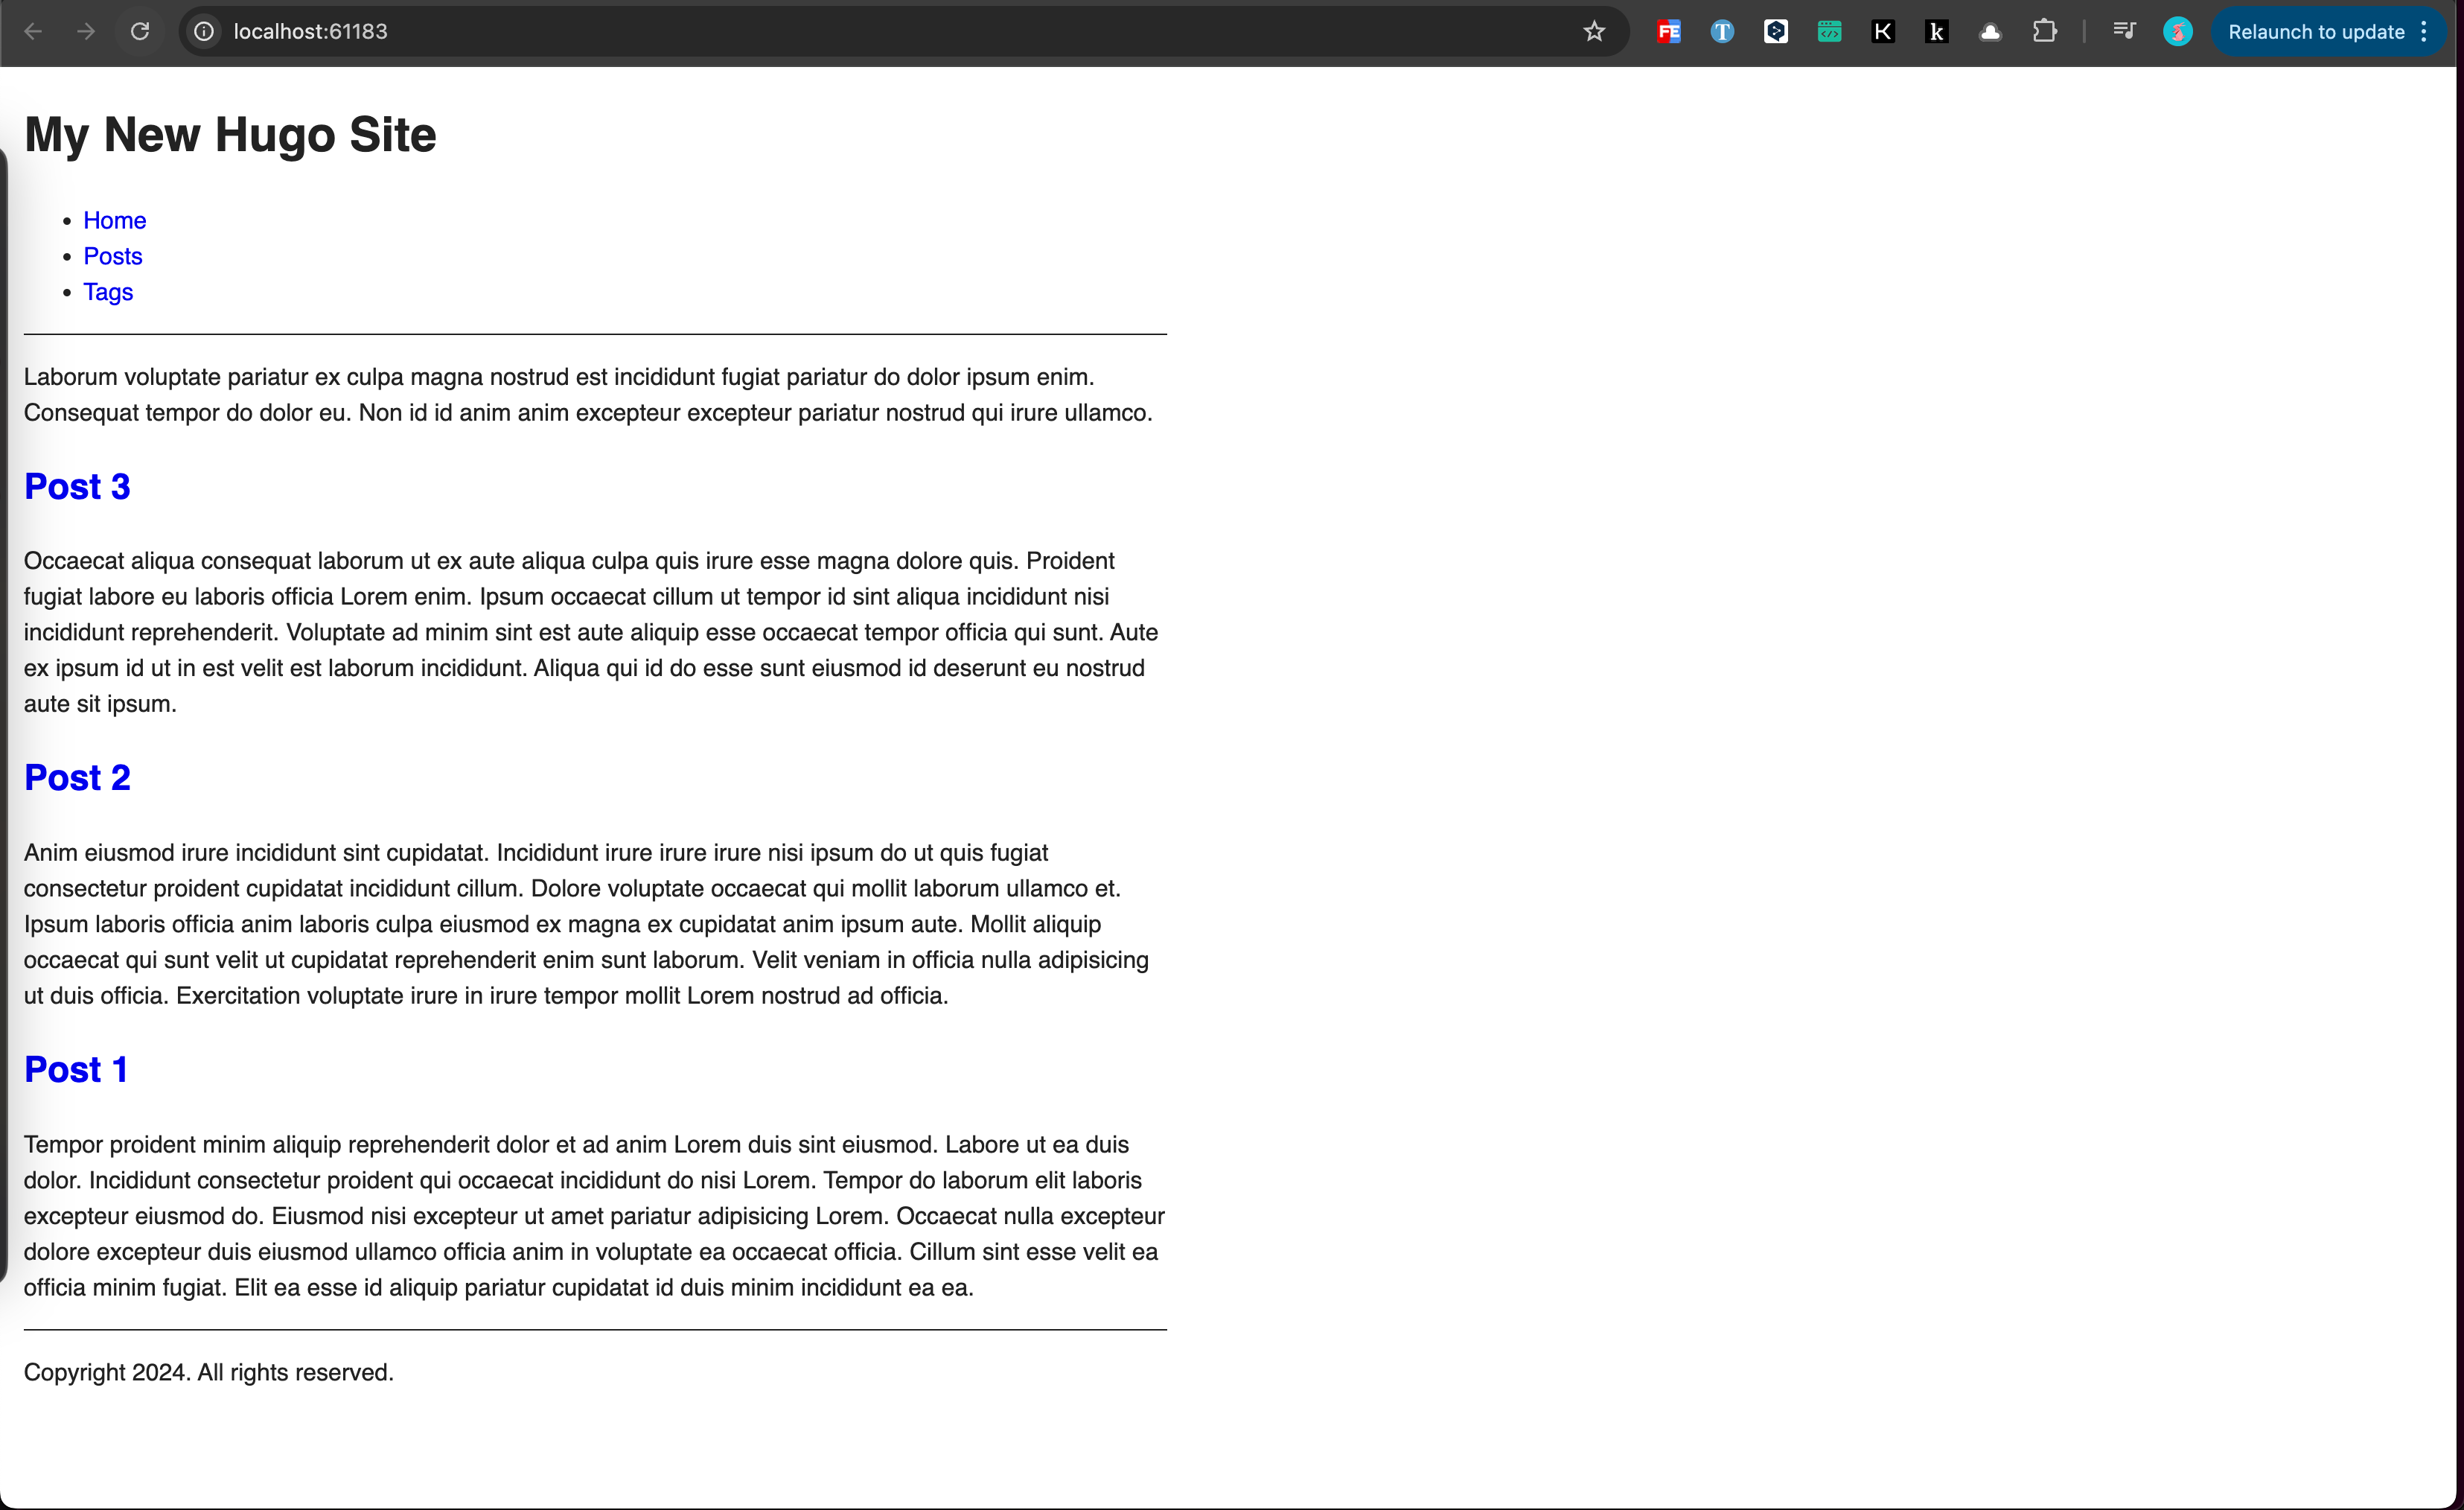 localhost:61183
FE
T
K
k
Relaunch to update
My New Hugo Site
Home
Posts
Tags
Laborum voluptate pariatur ex culpa magna nostrud est incididunt fugiat pariatur do dolor ipsum enim.
Consequat tempor do dolor eu. Non id id anim anim excepteur excepteur pariatur nostrud qui irure ullamco.
Post 3
Occaecat aliqua consequat laborum ut ex aute aliqua culpa quis irure esse magna dolore quis. Proident
fugiat labore eu laboris officia Lorem enim. Ipsum occaecat cillum ut tempor id sint aliqua incididunt nisi
incididunt reprehenderit. Voluptate ad minim sint est aute aliquip esse occaecat tempor officia qui sunt. Aute
ex ipsum id ut in est velit est laborum incididunt. Aliqua qui id do esse sunt eiusmod id deserunt eu nostrud
aute sit ipsum.
Post 2
Anim eiusmod irure incididunt sint cupidatat. Incididunt irure irure irure nisi ipsum do ut quis fugiat
consectetur proident cupidatat incididunt cillum. Dolore voluptate occaecat qui mollit laborum ullamco et.
Ipsum laboris officia anim laboris culpa eiusmod ex magna ex cupidatat anim ipsum aute. Mollit aliquip
occaecat qui sunt velit ut cupidatat reprehenderit enim sunt laborum. Velit veniam in officia nulla adipisicing
ut duis officia. Exercitation voluptate irure in irure tempor mollit Lorem nostrud ad officia.
Post 1
Tempor proident minim aliquip reprehenderit dolor et ad anim Lorem duis sint eiusmod. Labore ut ea duis
dolor. Incididunt consectetur proident qui occaecat incididunt do nisi Lorem. Tempor do laborum elit laboris
excepteur eiusmod do. Eiusmod nisi excepteur ut amet pariatur adipisicing Lorem. Occaecat nulla excepteur
dolore excepteur duis eiusmod ullamco officia anim in voluptate ea occaecat officia. Cillum sint esse velit ea
officia minim fugiat. Elit ea esse id aliquip pariatur cupidatat id duis minim incididunt ea ea.
Copyright 2024. All rights reserved.